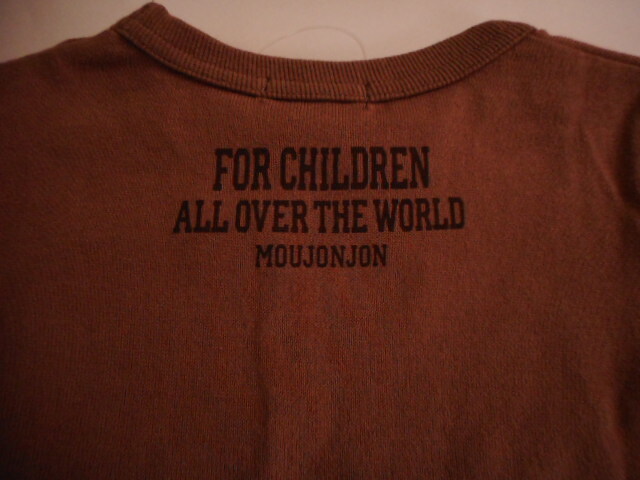 FOR CHILDREN
ALL OVER THE WORLD
MOUJONJON